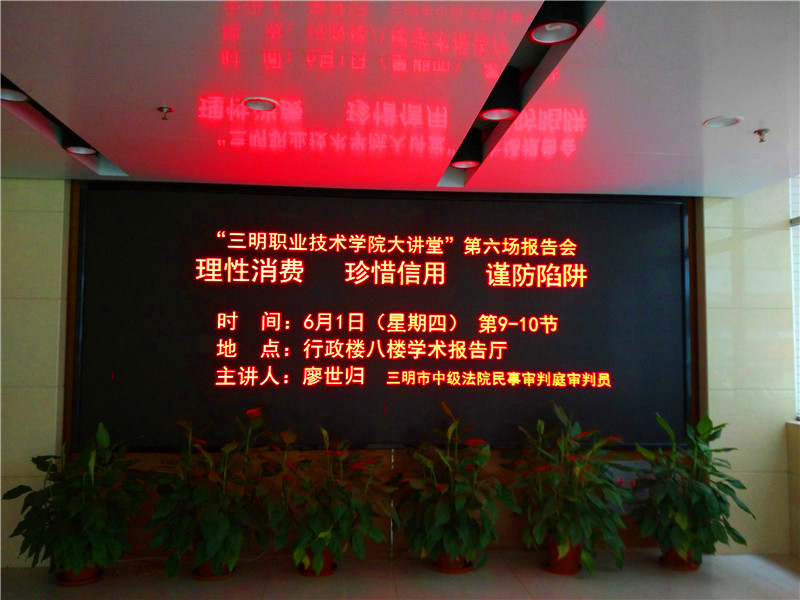 “三明职业技术学院大讲堂”第六场报告会
理性消费 珍惜信用 谨防陷阱
时 间：6月1日（星期四） 第9-10节
地 点：行政楼八楼学术报告厅
主讲人：廖世归 三明市中级法院民事审判庭审判员